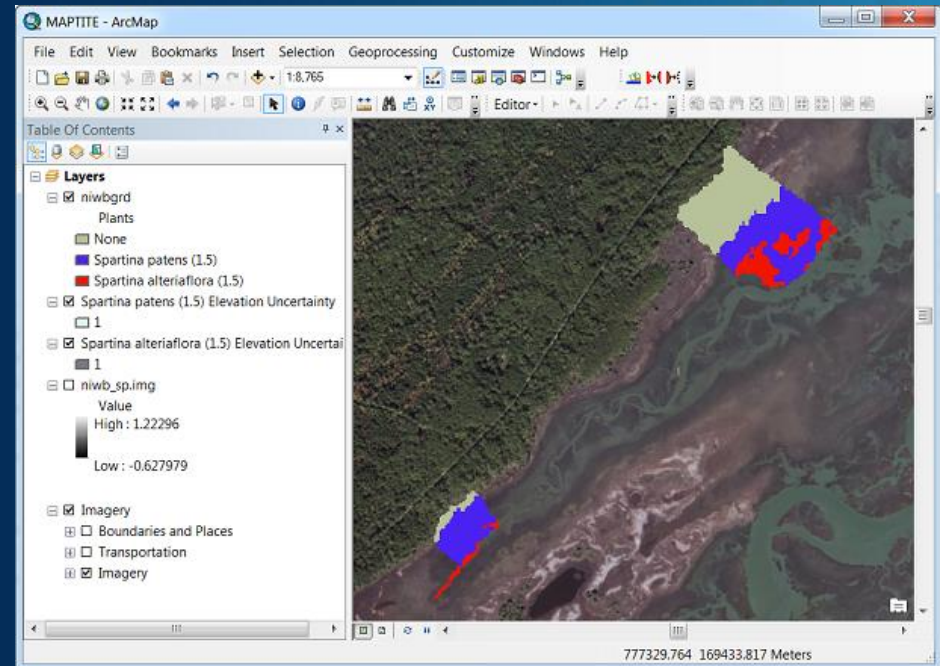 MAPTITE - ArcMap
File Edit View Bookmarks Insert Selection Geoprocessing Customize Windows Help
1:8,765
Editor
Table Of Contents
Layers
niwbgrd
Plants
None
Spartina patens (1.5)
Spartina alteriaflora (1.5)
Spartina patens (1.5) Elevation Uncertainty
1
Spartina alteriaflora (1.5) Elevation Uncertai
1
niwb_sp.img
Value
High : 1.22296
Low : -0.627979
Imagery
Boundaries and Places
Transportation
Imagery
777329.764 169433.817 Meters